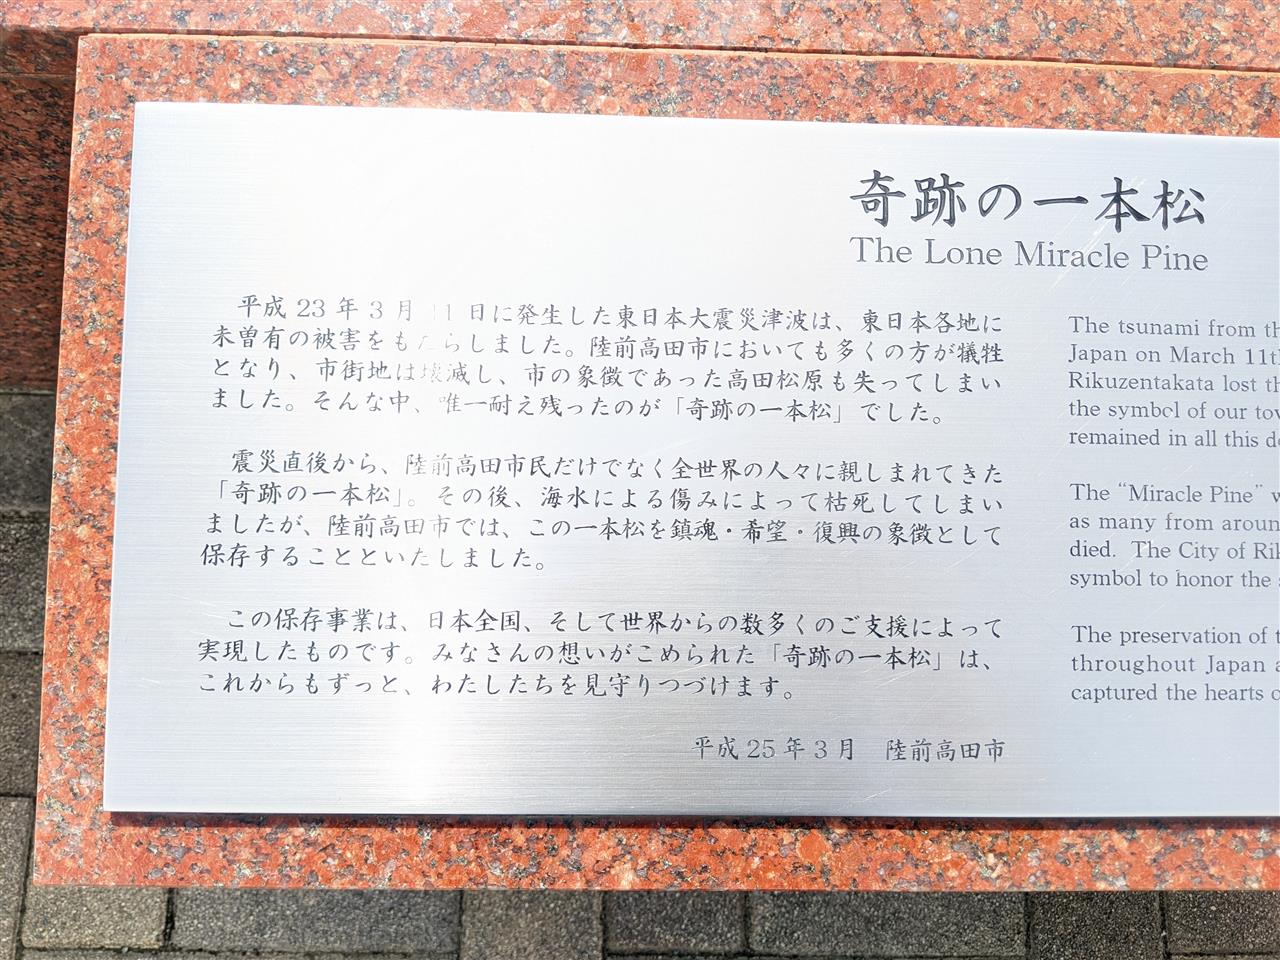 奇跡の一本松
The Lone Miracle Pine
平成23年3月11日に発生した東日本大震災津波は、東日本各地に
未曽有の被害をもたらしました。陸前高田市においても多くの方が犠牲
となり、市街地は壊滅し、市の象徴であった高田松原も失ってしまい
ました。そんな中、唯一耐え残ったのが「奇跡の一本松」でした。
震災直後から、陸前高田市民だけでなく全世界の人々に親しまれてきた
「奇跡の一本松」。その後、海水による傷みによって枯死してしまい
ましたが、陸前高田市では、この一本松を鎮魂・希望・復興の象徴として
保存することといたしました。
この保存事業は、日本全国、そして世界からの数多くのご支援によって
実現したものです。みなさんの想いがこめられた「奇跡の一本松」は、
これからもずっと、わたしたちを見守りつづけます。
平成25年3月 陸前高田市
The tsunami from
Japan on March
Rikuzentakata lost
the symbol of our
remained in all this
The "Miracle Pine"
as many from
died. The City of
symbol to honor the
The preservation of
throughout Japan
captured the hearts